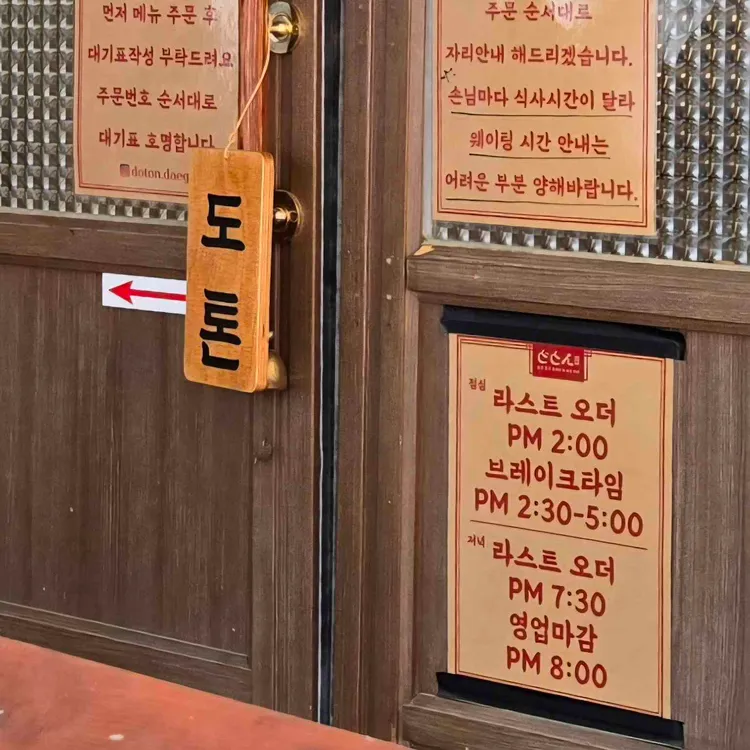 먼저 메뉴 주문 후
대기표작성 부탁드려요
주문번호 순서대로
대기표 호명합니다
doton.daeg
도
톤
주문 순서대로
자리안내 해드리겠습니다.
손님마다 식사시간이 달라
웨이팅 시간 안내는
어려운 부분 양해바랍니다.
점심
라스트 오더
PM 2:00
브레이크타임
PM 2:30-5:00
저녁
라스트 오더
PM 7:30
영업마감
PM 8:00